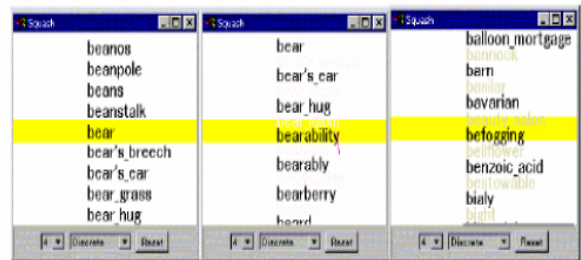 Squash
beanos
beanpole
beans
beanstalk
bear
bear's_breech
bear's_ear
bear_grass
bear_hug
4 Discrete Reset
Squash
bear
bear's_ear
bear_hug
bearability
bearably
bearberry
beard
4 Discrete Reset
Squash
balloon_mortgage
bannock
barn
basilar
bavarian
beauty_salon
befogging
bellflower
benzoic_acid
bestowable
bialy
bight
4 Discrete Reset